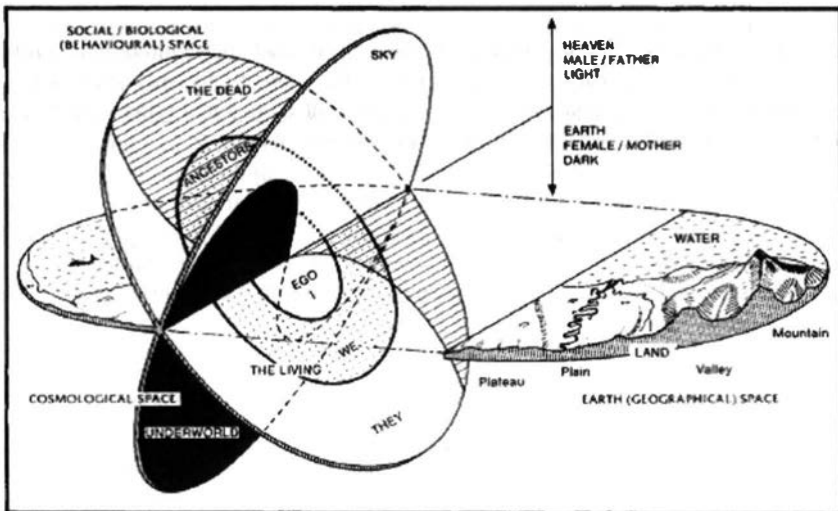 SOCIAL / BIOLOGICAL
(BEHAVIOURAL) SPACE
SKY
HEAVEN
MALE / FATHER
LIGHT
THE DEAD
EARTH
FEMALE / MOTHER
DARK
ANCESTORS
WATER
EGO
I
WE
THE LIVING
LAND
Mountain
Plateau
Plain
Valley
COSMOLOGICAL SPACE
EARTH (GEOGRAPHICAL) SPACE
THEY
UNDERWORLD